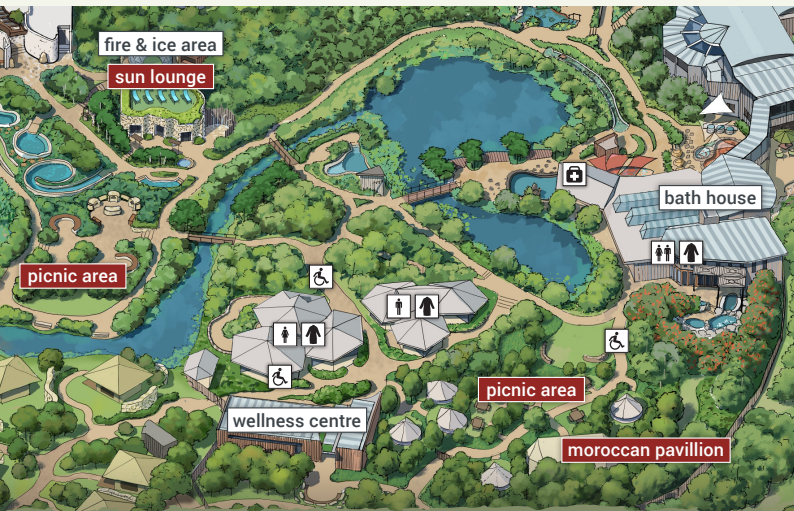 fire & ice area
sun lounge
bath house
picnic area
picnic area
wellness centre
moroccan pavillion